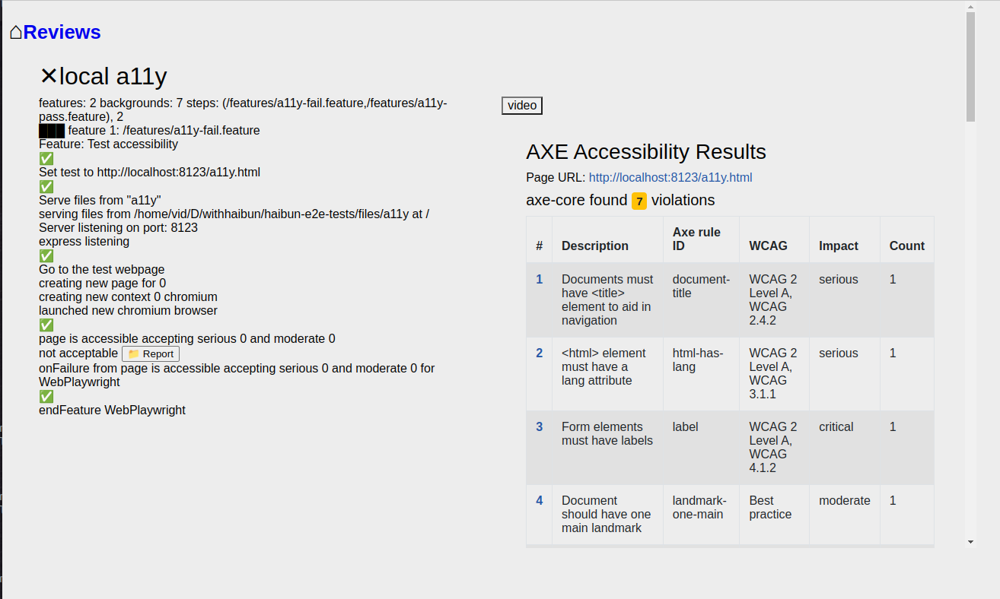 ⌂Reviews
✕local a11y
features: 2 backgrounds: 7 steps: (/features/a11y-fail.feature,/features/a11y-
pass.feature), 2
███ feature 1: /features/a11y-fail.feature
Feature: Test accessibility
✅
Set test to http://localhost:8123/a11y.html
✅
Serve files from "a11y"
serving files from /home/vid/D/withhaibun/haibun-e2e-tests/files/a11y at /
Server listening on port: 8123
express listening
✅
Go to the test webpage
creating new page for 0
creating new context 0 chromium
launched new chromium browser
✅
page is accessible accepting serious 0 and moderate 0
not acceptable 📁 Report
onFailure from page is accessible accepting serious 0 and moderate 0 for
WebPlaywright
✅
endFeature WebPlaywright
video
AXE Accessibility Results
Page URL: http://localhost:8123/a11y.html
axe-core found 7 violations
# Description Axe rule ID WCAG Impact Count
1 Documents must have <title> element to aid in navigation document-title WCAG 2 Level A, WCAG 2.4.2 serious 1
2 <html> element must have a lang attribute html-has-lang WCAG 2 Level A, WCAG 3.1.1 serious 1
3 Form elements must have labels label WCAG 2 Level A, WCAG 4.1.2 critical 1
4 Document should have one main landmark landmark-one-main Best practice moderate 1